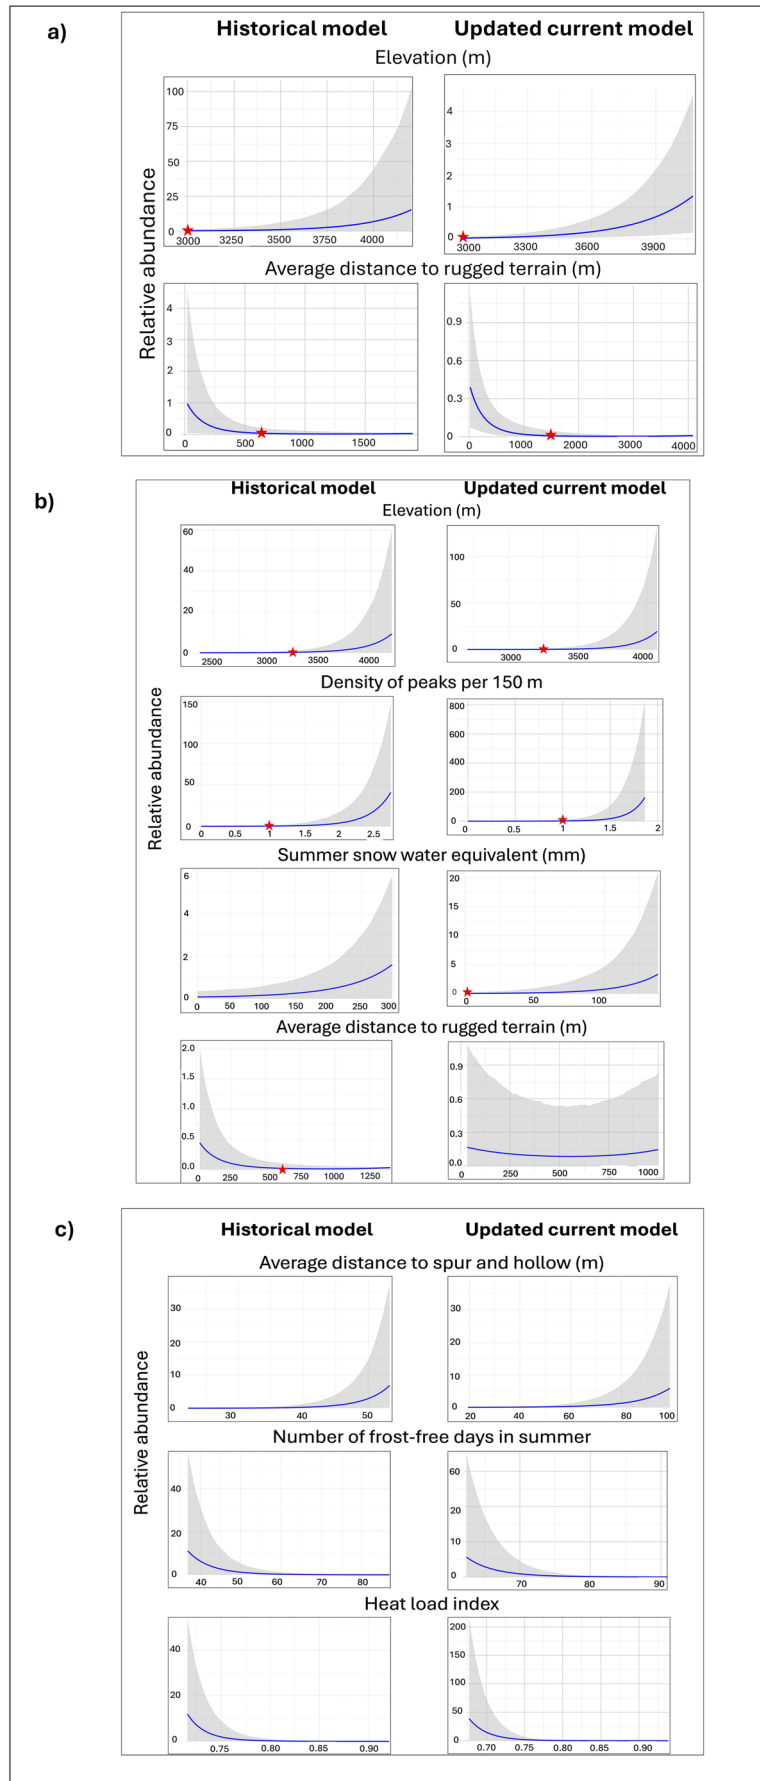 a)
Historical model Updated current model
Elevation (m)
Relative abundance
100
75
50
25
0
3000 3250 3500 3750 4000
4
3
2
1
0
3000 3300 3600 3900
Average distance to rugged terrain (m)
4
3
2
1
0
0 500 1000 1500
0.9
0.6
0.3
0
0 1000 2000 3000 4000
b)
Historical model Updated current model
Elevation (m)
Relative abundance
60
40
20
0
2500 3000 3500 4000
100
50
0
3000 3500 4000
Density of peaks per 150 m
150
100
50
0
0 0.5 1 1.5 2 2.5
800
600
400
200
0
0 0.5 1 1.5 2
Summer snow water equivalent (mm)
6
4
2
0
0 50 100 150 200 250 300
20
15
10
5
0
0 50 100
Average distance to rugged terrain (m)
2.0
1.5
1.0
0.5
0.0
0 250 500 750 1000 1250
0.9
0.6
0.3
0.0
0 250 500 750 1000
c)
Historical model Updated current model
Average distance to spur and hollow (m)
Relative abundance
30
20
10
0
30 40 50
30
20
10
0
20 40 60 80 100
Number of frost-free days in summer
40
20
0
40 50 60 70 80
60
20
10
0
70 80 90
Heat load index
40
20
0
0.75 0.80 0.85 0.90
200
150
100
50
0
0.70 0.75 0.80 0.85 0.90